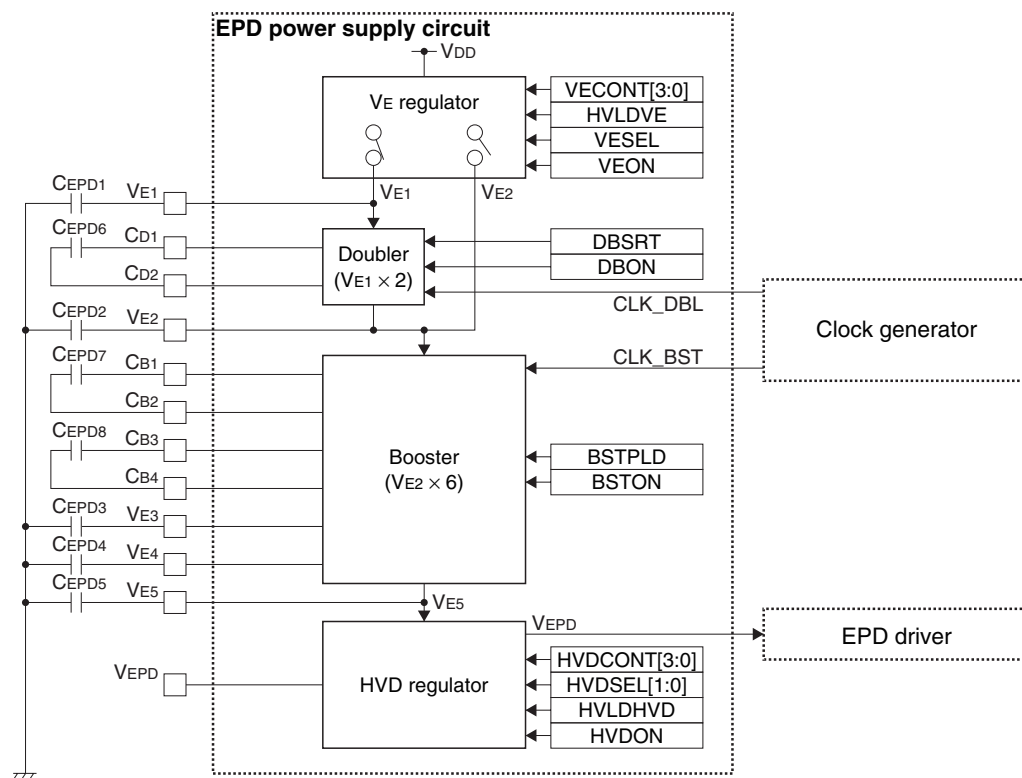 EPD power supply circuit
VDD
VE regulator
VECONT[3:0]
HVLDVE
VESEL
VEON
CEPD1
VE1
VE1
VE2
CEPD6
CD1
Doubler
(VE1 × 2)
DBSRT
DBON
CD2
CLK_DBL
CEPD2
VE2
Clock generator
CEPD7
CB1
CLK_BST
CB2
CEPD8
CB3
Booster
(VE2 × 6)
BSTPLD
BSTON
CB4
CEPD3
VE3
CEPD4
VE4
CEPD5
VE5
VE5
VEPD
EPD driver
VEPD
HVD regulator
HVDCONT[3:0]
HVDSEL[1:0]
HVLDHVD
HVDON